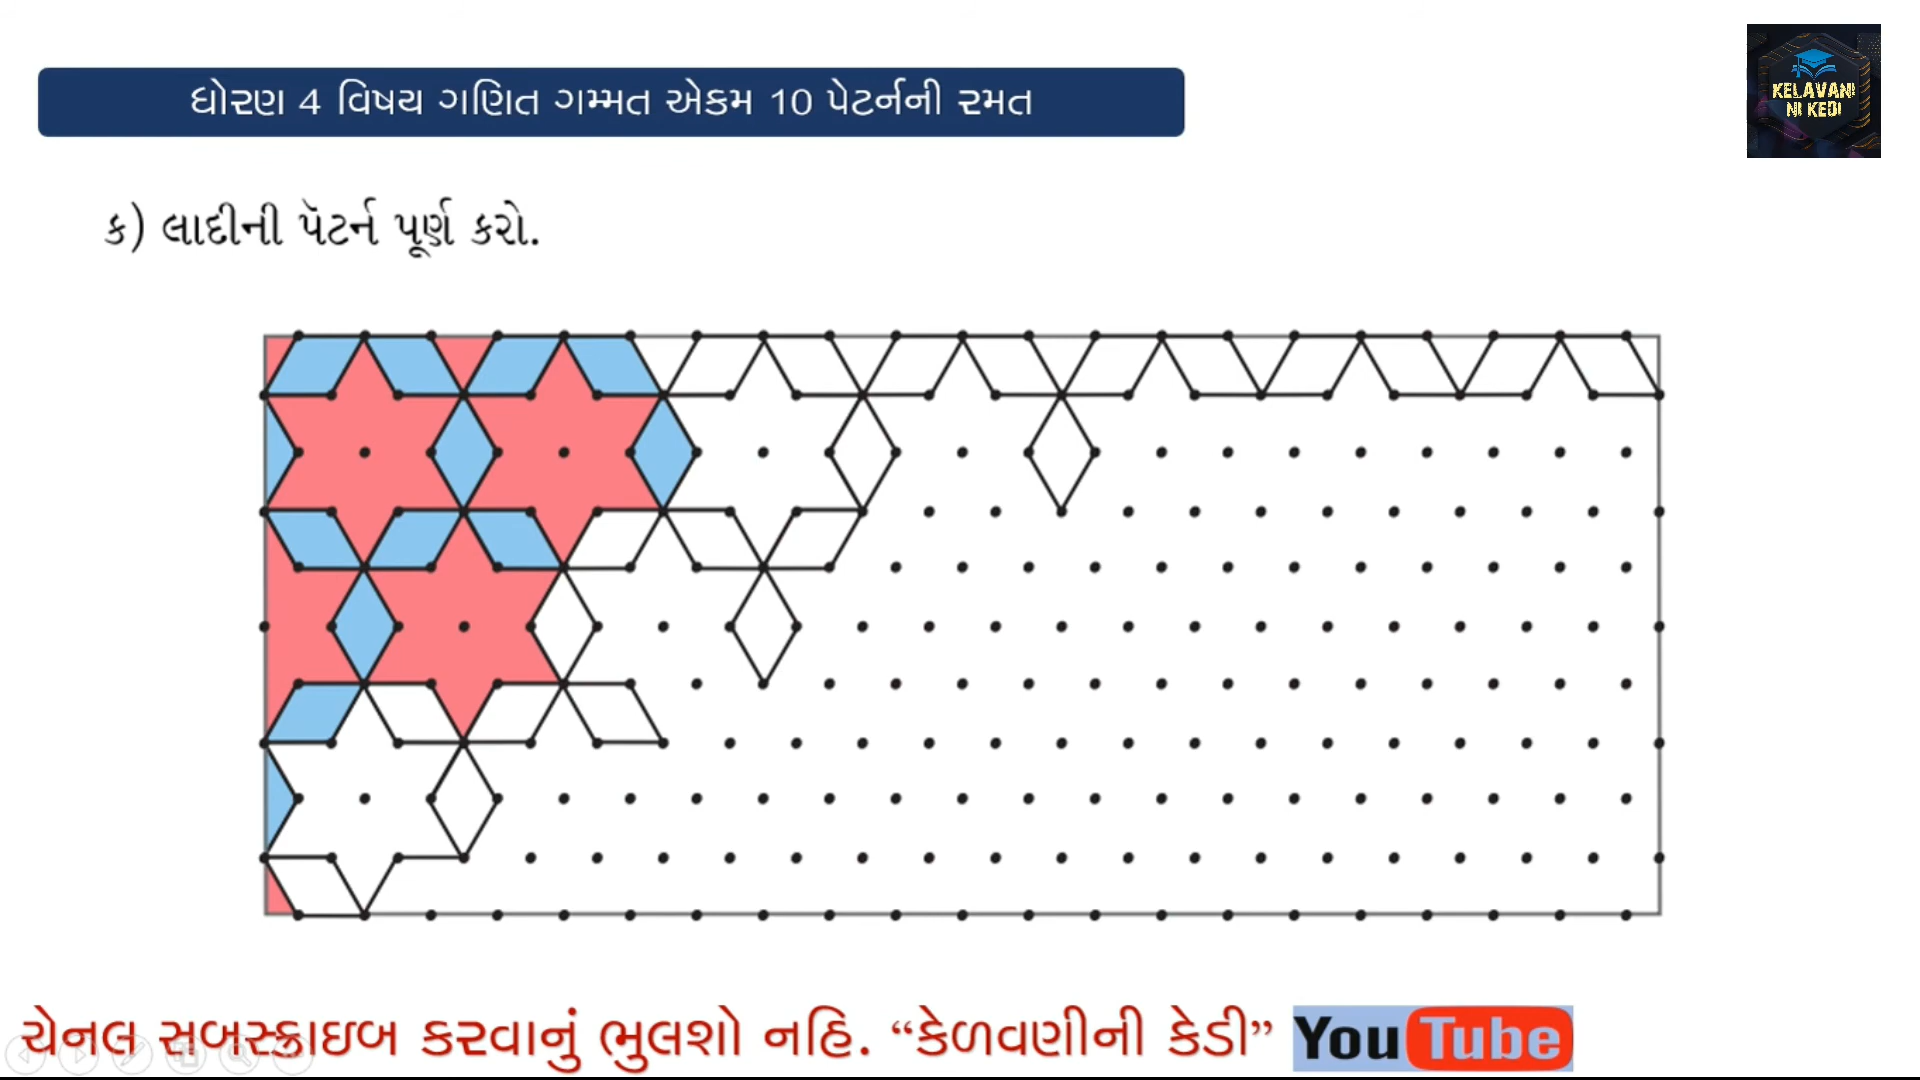 ધોરણ 4 વિષય ગણિત ગમ્મત એકમ 10 પેટર્નની રમત
KELAVANI
NI KEDI
ક) લાદીની પૅટર્ન પૂર્ણ કરો.
ચેનલ સબસ્ક્રાઇબ કરવાનું ભુલશો નહિ. “કેળવણીની કેડી” YouTube